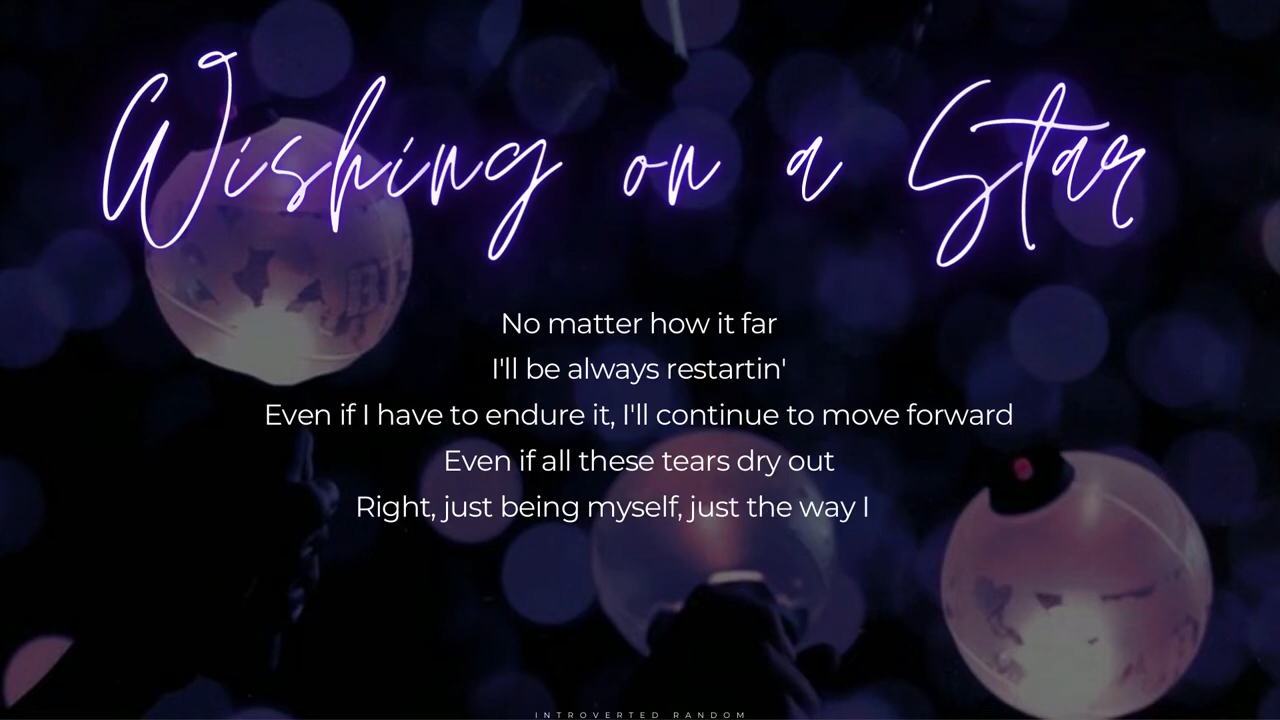 Wishing on a Star
No matter how it far
I'll be always restartin'
Even if I have to endure it, I'll continue to move forward
Even if all these tears dry out
Right, just being myself, just the way I
INTROVERTED RANDOM